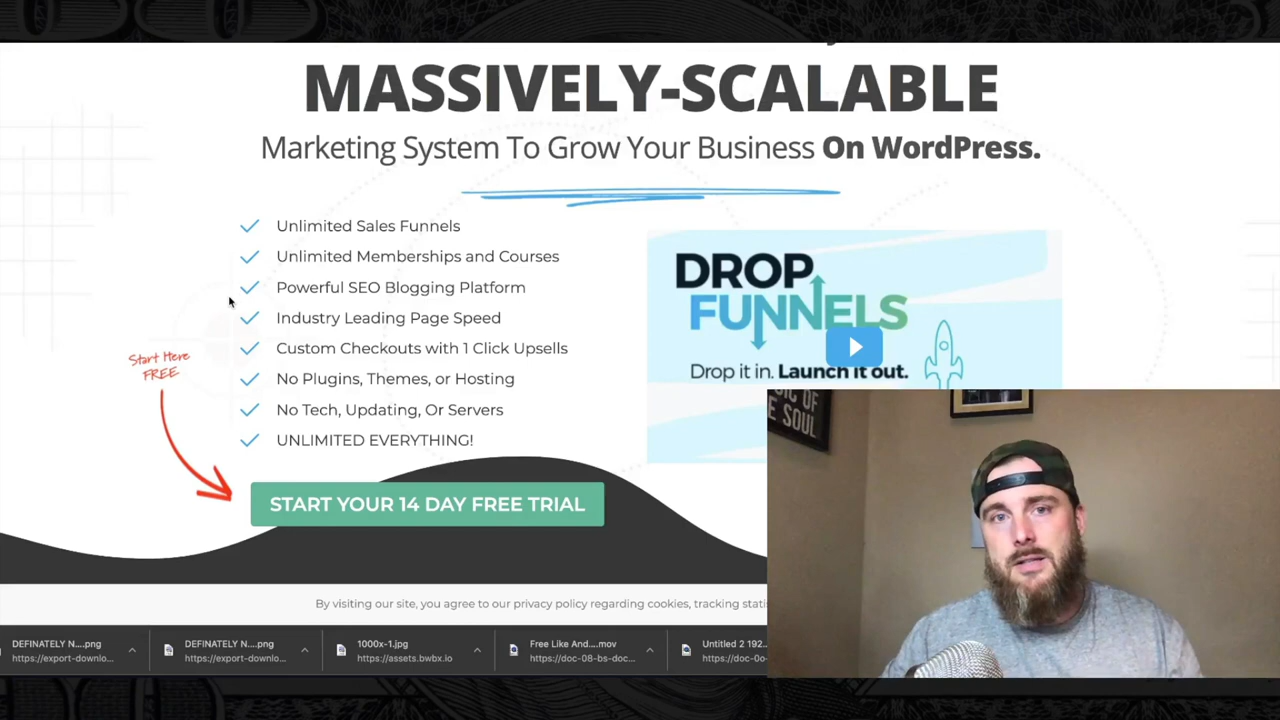 MASSIVELY-SCALABLE
Marketing System To Grow Your Business On WordPress.
Unlimited Sales Funnels
Unlimited Memberships and Courses
Powerful SEO Blogging Platform
Industry Leading Page Speed
Custom Checkouts with 1 Click Upsells
No Plugins, Themes, or Hosting
No Tech, Updating, Or Servers
UNLIMITED EVERYTHING!
Start Here
FREE
START YOUR 14 DAY FREE TRIAL
DROP
FUNNELS
Drop it in. Launch it out.
OF
E SOUL
By visiting our site, you agree to our privacy policy regarding cookies, tracking stati
DEFINATELY N....png
https://export-downlo...
DEFINATELY N....png
https://export-downlo...
1000x-1.jpg
https://assets.bwbx.io
Free Like And....mov
https://doc-08-bs-doc...
Untitled 2 192..
https://doc-0o-